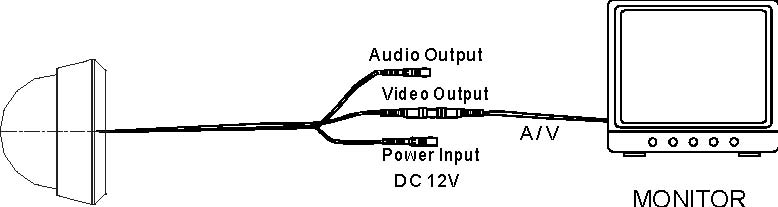 Audio Output
Video Output
A/V
Power Input
DC 12V
MONITOR